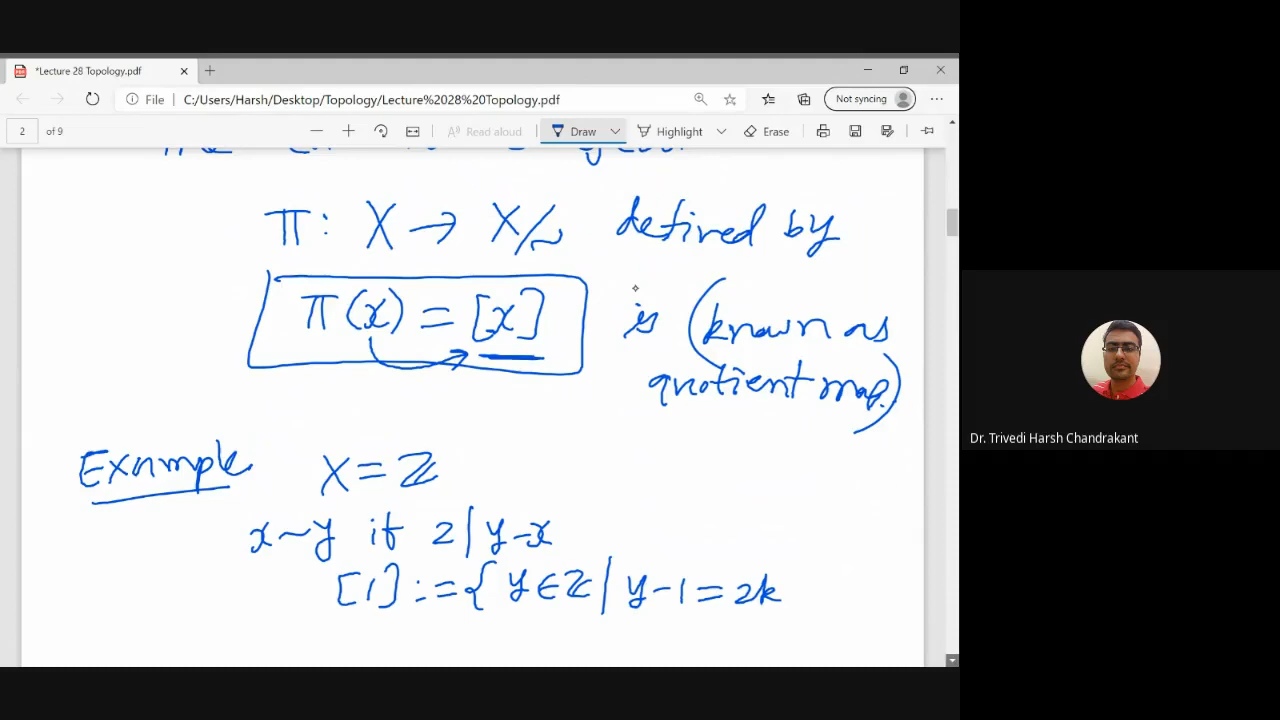 *Lecture 28 Topology.pdf
File C:/Users/Harsh/Desktop/Topology/Lecture%2028%20Topology.pdf Not syncing
2 of 9 Read aloud Draw Highlight Erase
π: X → X/~ defined by
π(x) = [x] is (known as
quotient map.)
Example X = ℤ
x ~ y if 2 | y - x
[1] := { y ∈ ℤ | y - 1 = 2k
Dr. Trivedi Harsh Chandrakant